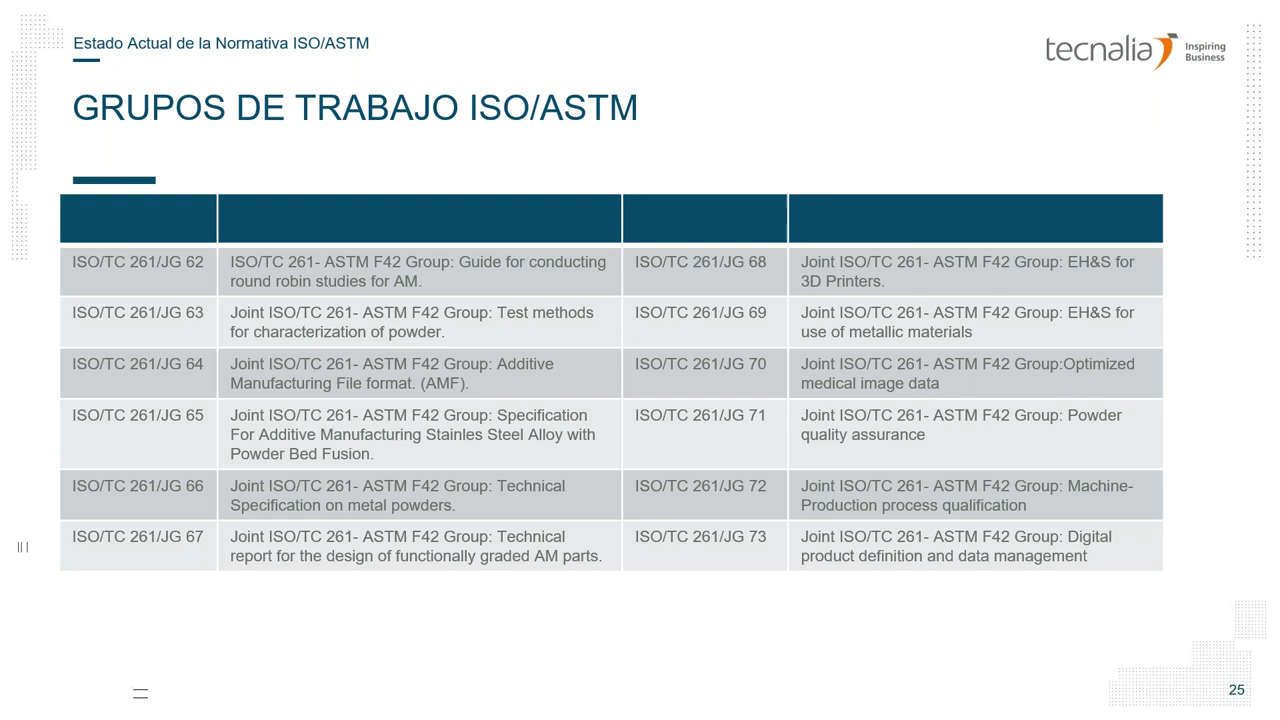 Estado Actual de la Normativa ISO/ASTM
tecnalia Inspiring
Business
GRUPOS DE TRABAJO ISO/ASTM
ISO/TC 261/JG 62
ISO/TC 261- ASTM F42 Group: Guide for conducting
round robin studies for AM.
ISO/TC 261/JG 68
Joint ISO/TC 261- ASTM F42 Group: EH&S for
3D Printers.
ISO/TC 261/JG 63
Joint ISO/TC 261- ASTM F42 Group: Test methods
for characterization of powder.
ISO/TC 261/JG 69
Joint ISO/TC 261- ASTM F42 Group: EH&S for
use of metallic materials
ISO/TC 261/JG 64
Joint ISO/TC 261- ASTM F42 Group: Additive
Manufacturing File format. (AMF).
ISO/TC 261/JG 70
Joint ISO/TC 261- ASTM F42 Group:Optimized
medical image data
ISO/TC 261/JG 65
Joint ISO/TC 261- ASTM F42 Group: Specification
For Additive Manufacturing Stainles Steel Alloy with
Powder Bed Fusion.
ISO/TC 261/JG 71
Joint ISO/TC 261- ASTM F42 Group: Powder
quality assurance
ISO/TC 261/JG 66
Joint ISO/TC 261- ASTM F42 Group: Technical
Specification on metal powders.
ISO/TC 261/JG 72
Joint ISO/TC 261- ASTM F42 Group: Machine-
Production process qualification
ISO/TC 261/JG 67
Joint ISO/TC 261- ASTM F42 Group: Technical
report for the design of functionally graded AM parts.
ISO/TC 261/JG 73
Joint ISO/TC 261- ASTM F42 Group: Digital
product definition and data management
25